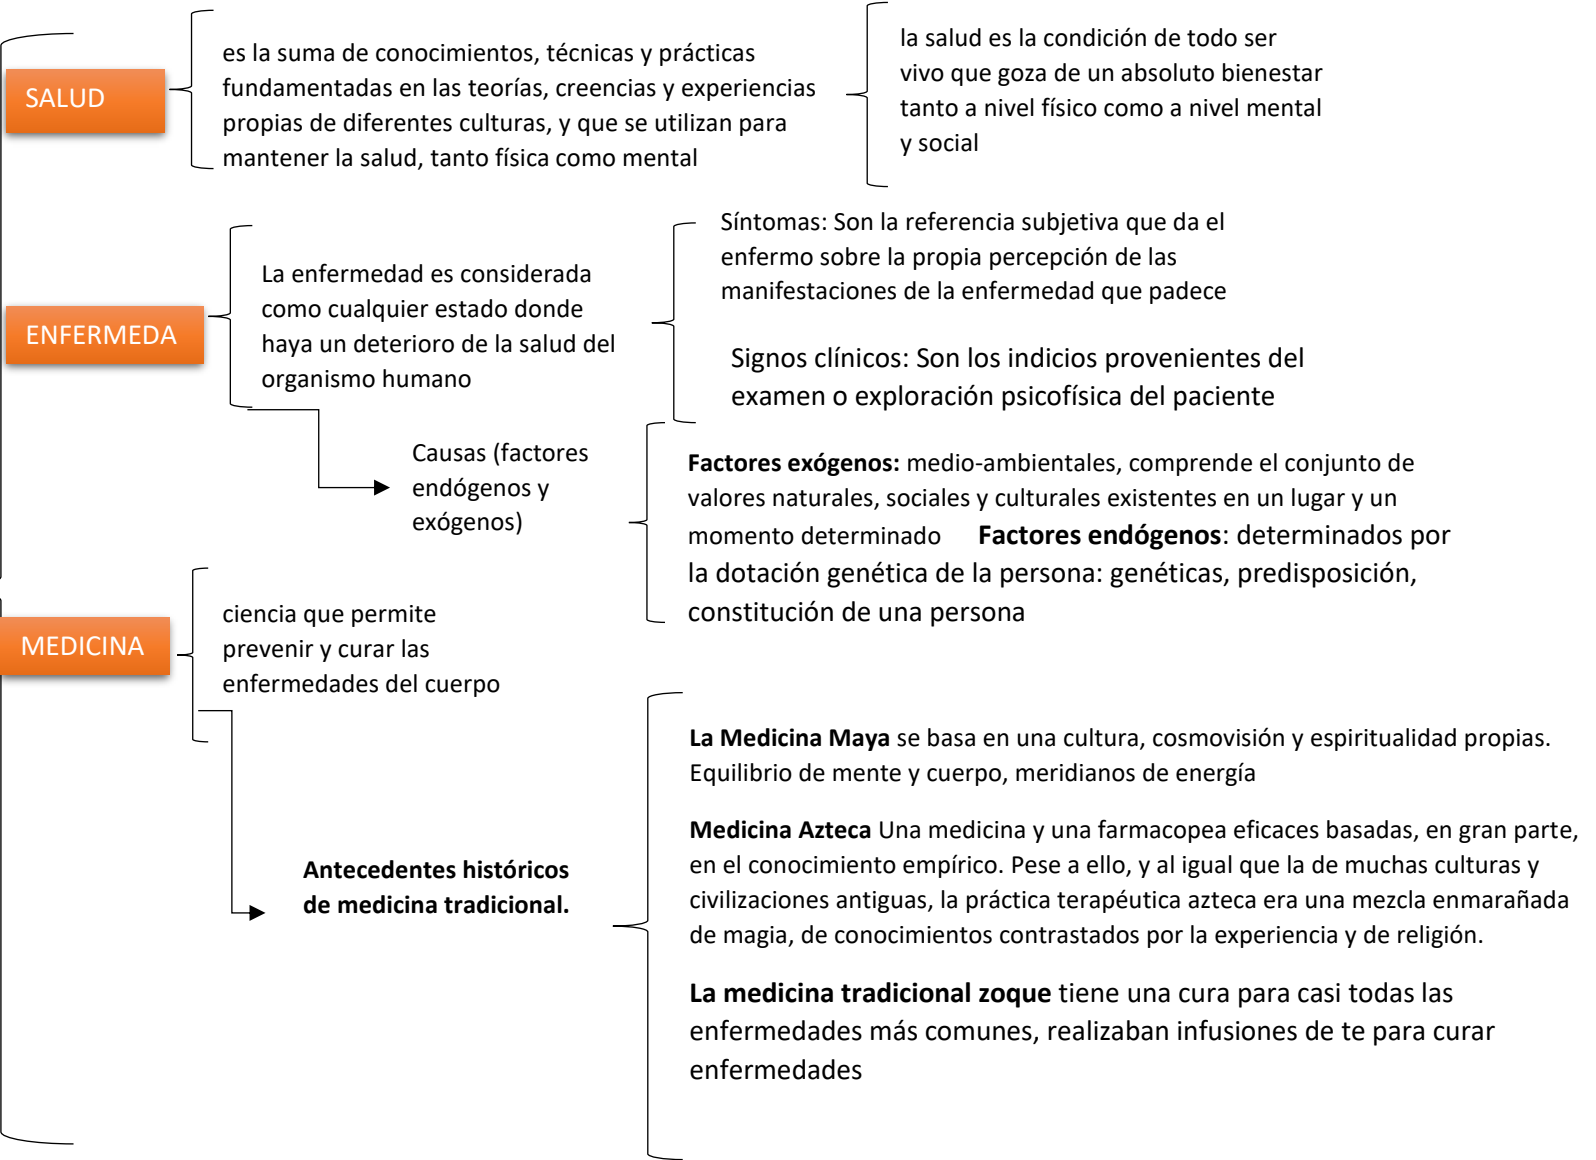 SALUD
es la suma de conocimientos, técnicas y prácticas
fundamentadas en las teorías, creencias y experiencias
propias de diferentes culturas, y que se utilizan para
mantener la salud, tanto física como mental
la salud es la condición de todo ser
vivo que goza de un absoluto bienestar
tanto a nivel físico como a nivel mental
y social
ENFERMEDA
La enfermedad es considerada
como cualquier estado donde
haya un deterioro de la salud del
organismo humano
Síntomas: Son la referencia subjetiva que da el
enfermo sobre la propia percepción de las
manifestaciones de la enfermedad que padece
Signos clínicos: Son los indicios provenientes del
examen o exploración psicofísica del paciente
Causas (factores
endógenos y
exógenos)
Factores exógenos: medio-ambientales, comprende el conjunto de
valores naturales, sociales y culturales existentes en un lugar y un
momento determinado Factores endógenos: determinados por
la dotación genética de la persona: genéticas, predisposición,
constitución de una persona
MEDICINA
ciencia que permite
prevenir y curar las
enfermedades del cuerpo
Antecedentes históricos
de medicina tradicional.
La Medicina Maya se basa en una cultura, cosmovisión y espiritualidad propias.
Equilibrio de mente y cuerpo, meridianos de energía
Medicina Azteca Una medicina y una farmacopea eficaces basadas, en gran parte,
en el conocimiento empírico. Pese a ello, y al igual que la de muchas culturas y
civilizaciones antiguas, la práctica terapéutica azteca era una mezcla enmarañada
de magia, de conocimientos contrastados por la experiencia y de religión.
La medicina tradicional zoque tiene una cura para casi todas las
enfermedades más comunes, realizaban infusiones de te para curar
enfermedades